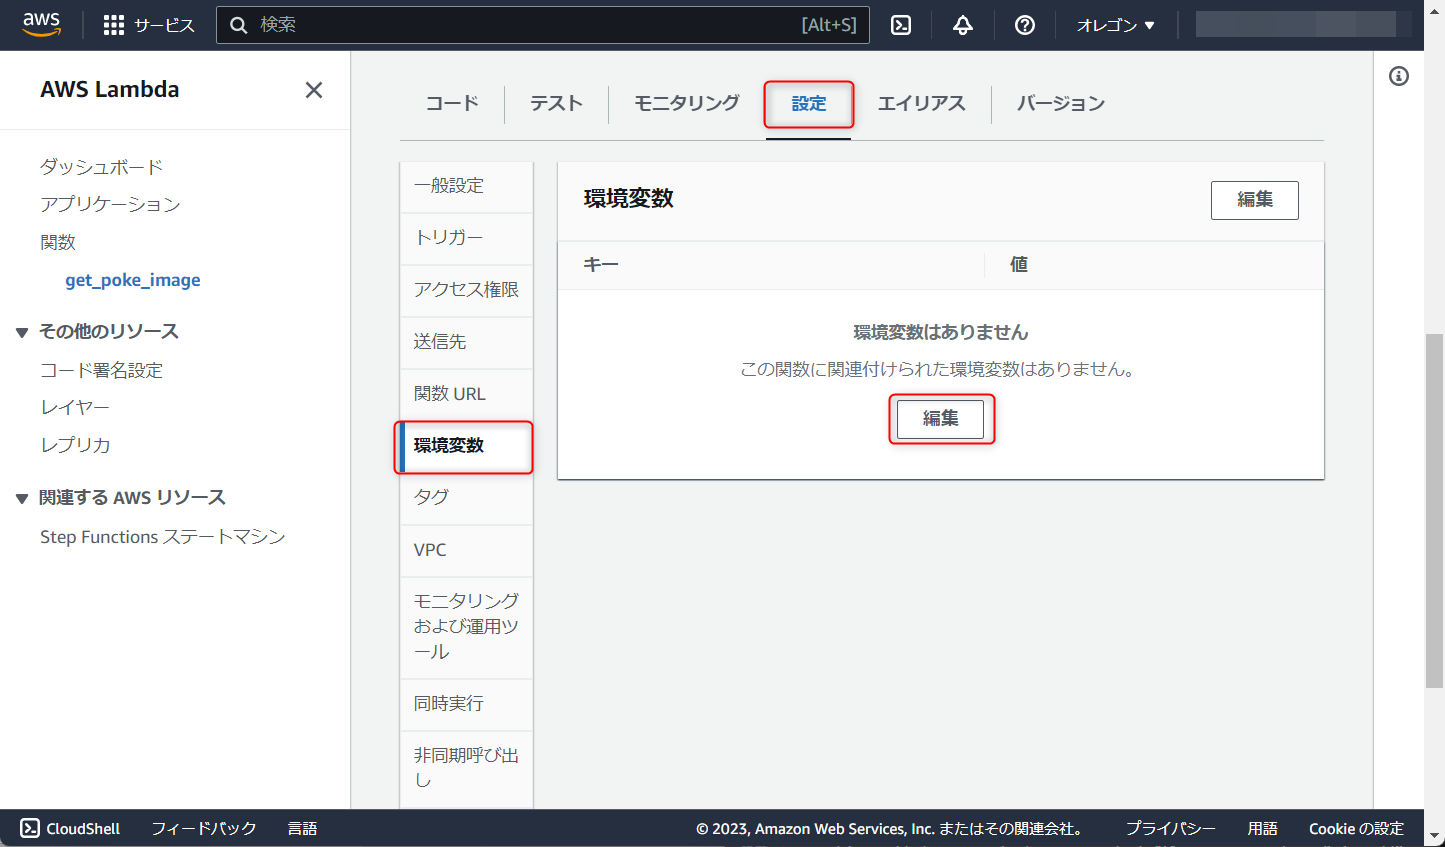 aws
サービス
検索
[Alt+S]
オレゴン ▼
AWS Lambda
ダッシュボード
アプリケーション
関数
get_poke_image
▼ その他のリソース
コード署名設定
レイヤー
レプリカ
▼ 関連する AWS リソース
Step Functions ステートマシン
コード
テスト
モニタリング
設定
エイリアス
バージョン
一般設定
トリガー
アクセス権限
送信先
関数 URL
環境変数
タグ
VPC
モニタリング
および運用ツ
ール
同時実行
非同期呼び出
し
環境変数
編集
キー
値
環境変数はありません
この関数に関連付けられた環境変数はありません。
編集
CloudShell
フィードバック
言語
© 2023, Amazon Web Services, Inc. またはその関連会社。
プライバシー
用語
Cookie の設定